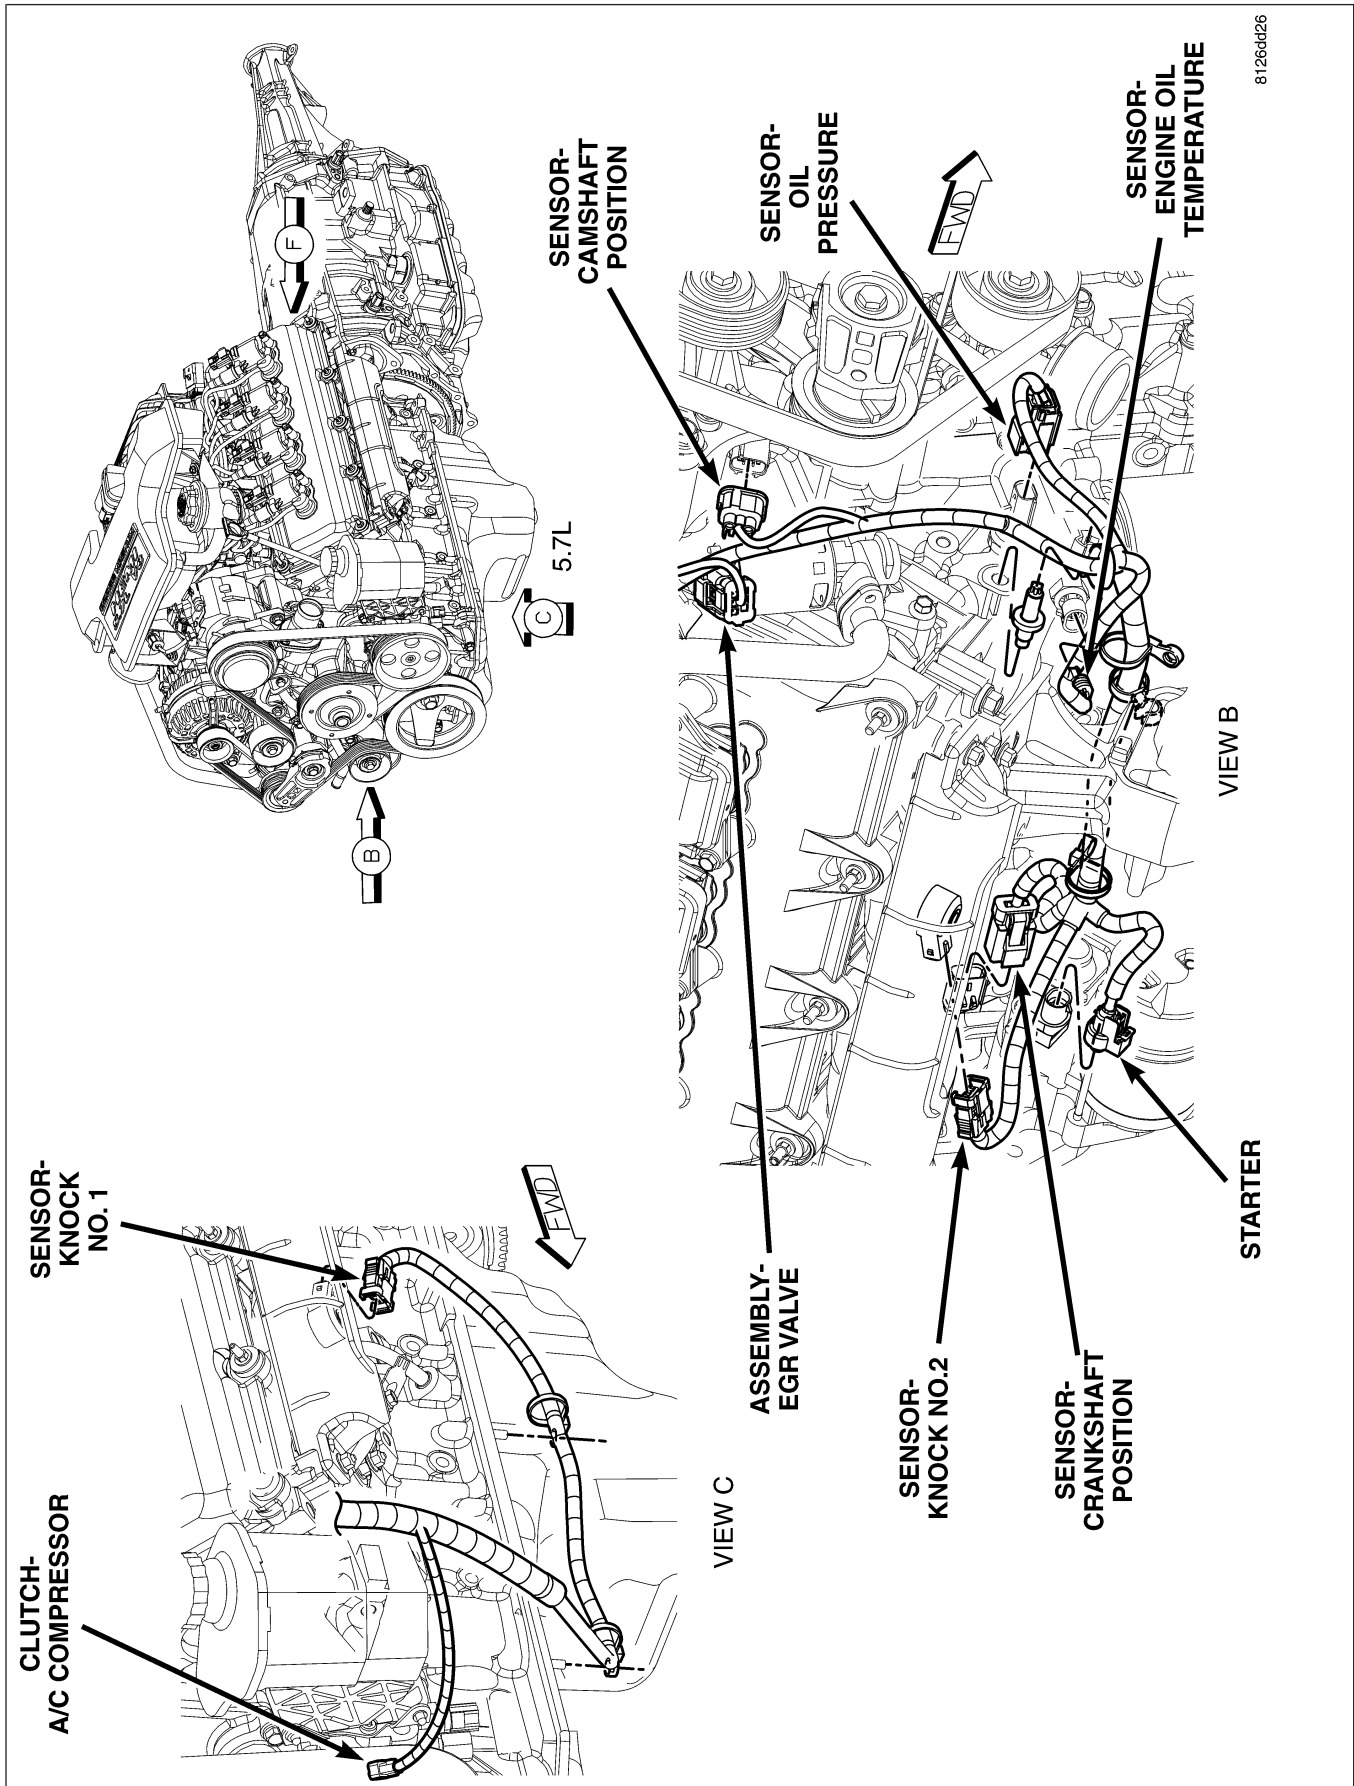 8126dd26
F
B
C
5.7L
SENSOR-
CAMSHAFT
POSITION
SENSOR-
OIL
PRESSURE
SENSOR-
ENGINE OIL
TEMPERATURE
FWD
VIEW B
ASSEMBLY-
EGR VALVE
SENSOR-
KNOCK NO.2
SENSOR-
CRANKSHAFT
POSITION
STARTER
SENSOR-
KNOCK
NO. 1
FWD
CLUTCH-
A/C COMPRESSOR
VIEW C